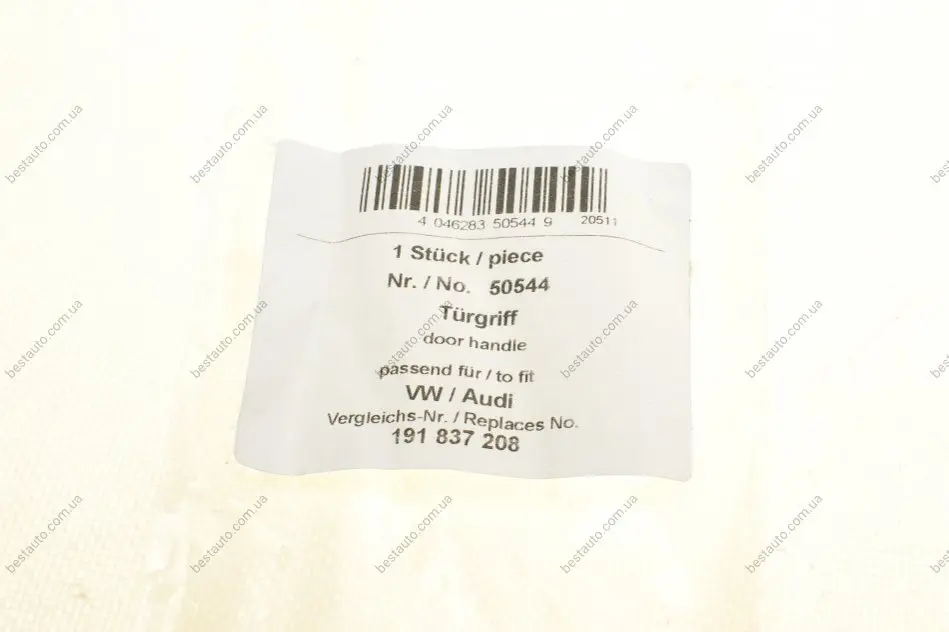 4 046283 50544 9 20511
1 Stück / piece
Nr. / No. 50544
Türgriff
door handle
passend für / to fit
VW / Audi
Vergleichs-Nr. / Replaces No.
191 837 208
bestauto.com.ua